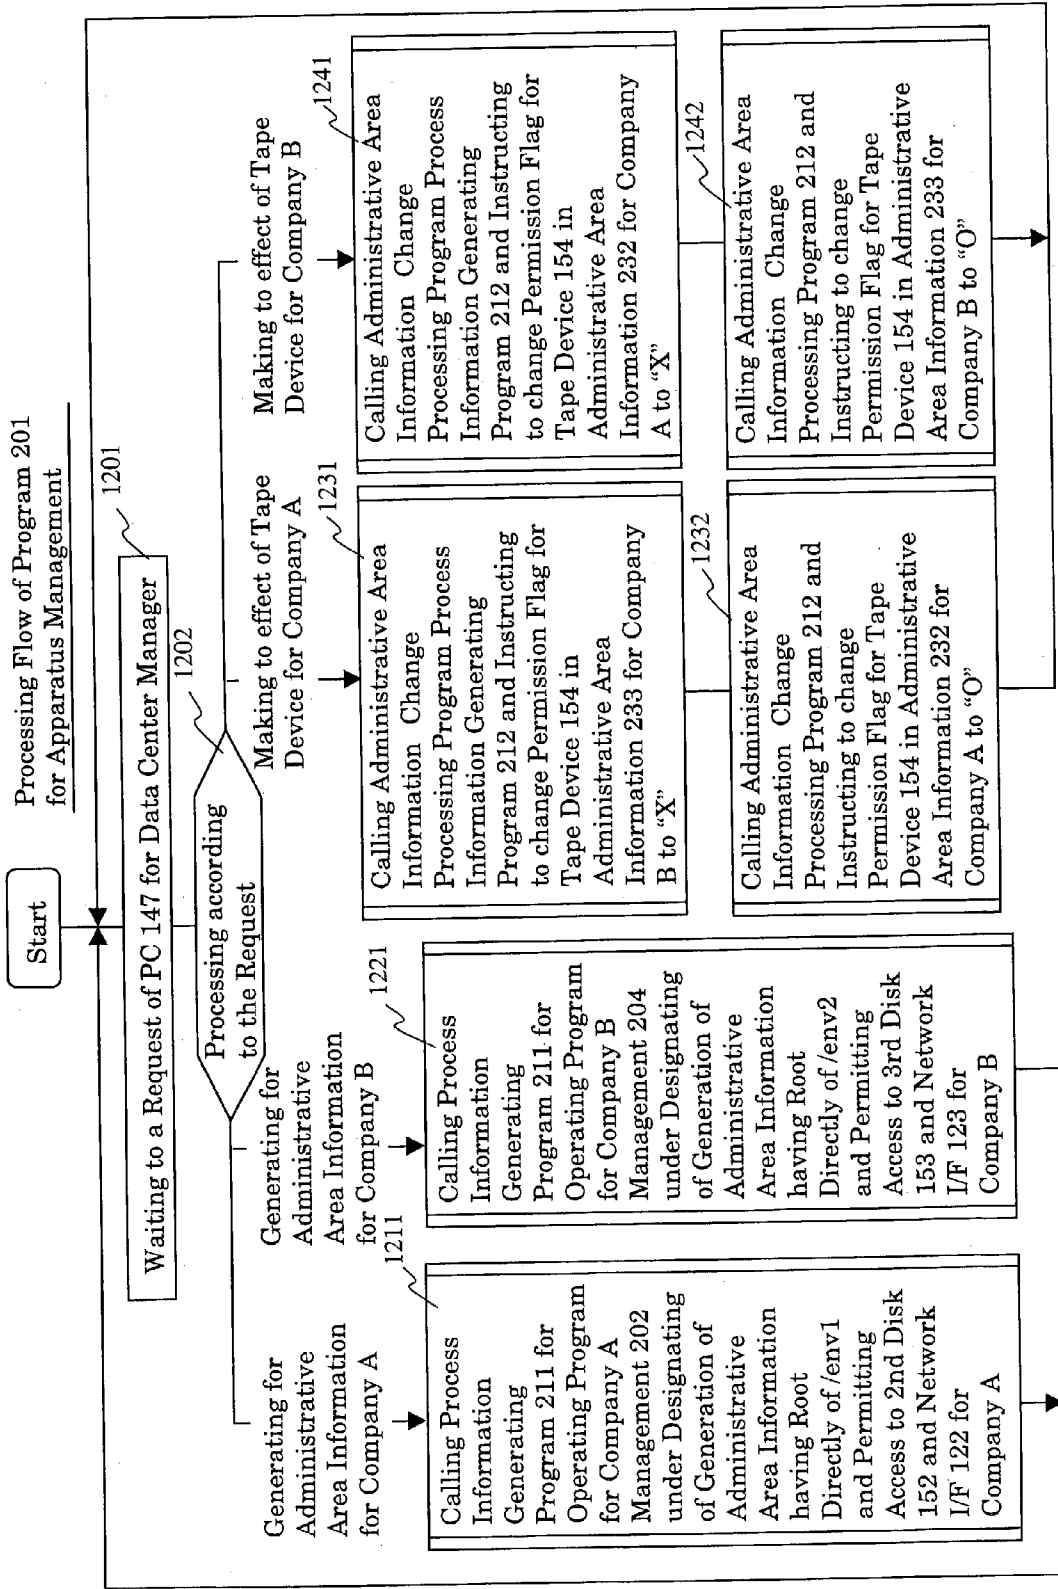 Processing Flow of Program 201
for Apparatus Management
Start
Waiting to a Request of PC 147 for Data Center Manager
1201
Processing according
to the Request
1202
Generating for
Administrative
Area Information
for Company A
1211
Calling Process
Information
Generating
Program 211 for
Operating Program
for Company A
Management 202
under Designating
of Generation of
Administrative
Area Information
having Root
Directly of /env1
and Permitting
Access to 2nd Disk
152 and Network
I/F 122 for
Company A
Generating for
Administrative
Area Information
for Company B
1221
Calling Process
Information
Generating
Program 211 for
Operating Program
for Company B
Management 204
under Designating
of Generation of
Administrative
Area Information
having Root
Directly of /env2
and Permitting
Access to 3rd Disk
153 and Network
I/F 123 for
Company B
Making to effect of Tape
Device for Company A
1231
Calling Administrative Area
Information Change
Processing Program Process
Information Generating
Program 212 and Instructing
to change Permission Flag for
Tape Device 154 in
Administrative Area
Information 233 for Company
B to "X"
1232
Calling Administrative Area
Information Change
Processing Program 212 and
Instructing to change
Permission Flag for Tape
Device 154 in Administrative
Area Information 232 for
Company A to "O"
Making to effect of Tape
Device for Company B
1241
Calling Administrative Area
Information Change
Processing Program Process
Information Generating
Program 212 and Instructing
to change Permission Flag for
Tape Device 154 in
Administrative Area
Information 232 for Company
A to "X"
1242
Calling Administrative Area
Information Change
Processing Program 212 and
Instructing to change
Permission Flag for Tape
Device 154 in Administrative
Area Information 233 for
Company B to "O"